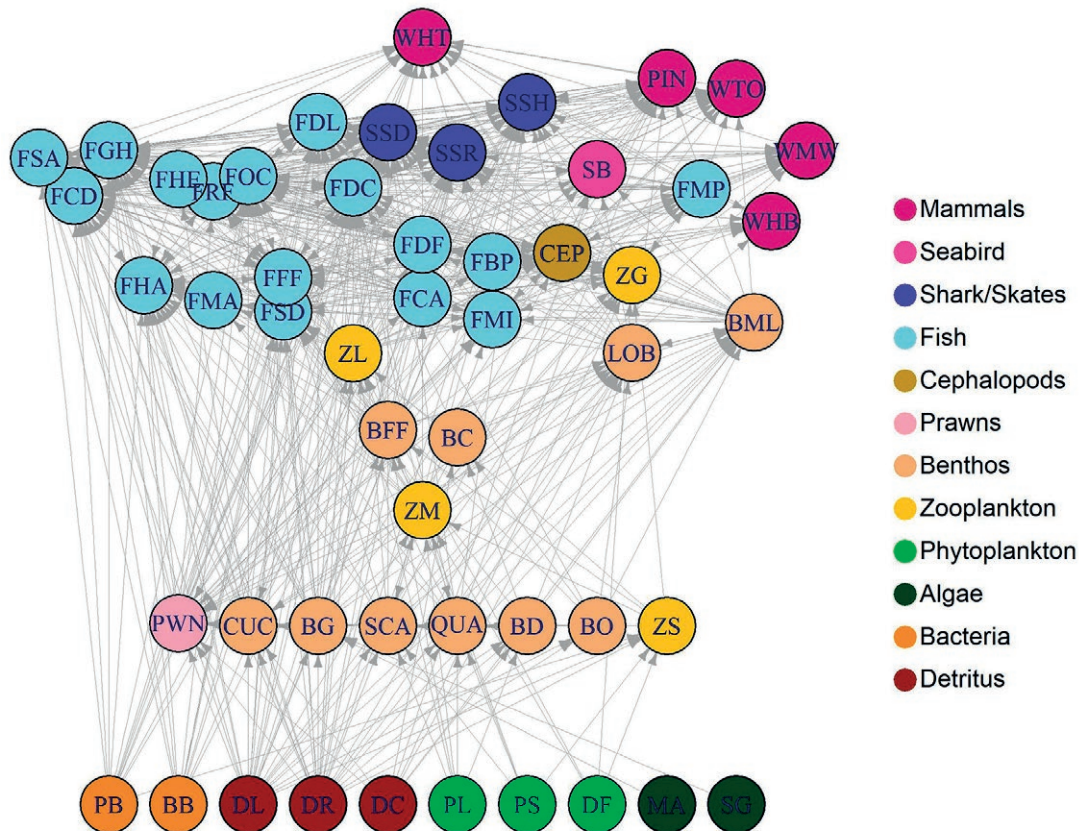 WHT
PIN
WTO
SSH
FDL
SSD
SSR
FSA
FGH
WMW
SB
FHE
FRF
FOC
FDC
FCD
FMP
WHB
FDF
FBP
CEP
ZG
FHA
FMA
FFF
FSD
FCA
FMI
BML
ZL
LOB
BFF
BC
ZM
PWN
CUC
BG
SCA
QUA
BD
BO
ZS
PB
BB
DL
DR
DC
PL
PS
DF
MA
SG
Mammals
Seabird
Shark/Skates
Fish
Cephalopods
Prawns
Benthos
Zooplankton
Phytoplankton
Algae
Bacteria
Detritus